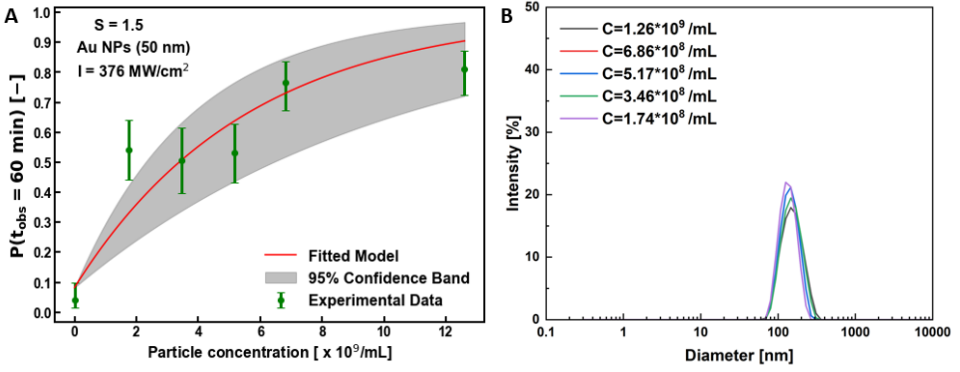 A
S = 1.5
Au NPs (50 nm)
I = 376 MW/cm²
P(t_obs = 60 min) [−]
1.0
0.9
0.8
0.7
0.6
0.5
0.4
0.3
0.2
0.1
0.0
Fitted Model
95% Confidence Band
Experimental Data
0 2 4 6 8 10 12
Particle concentration [ x 10⁹/mL]
B
C=1.26*10⁹ /mL
C=6.86*10⁸ /mL
C=5.17*10⁸ /mL
C=3.46*10⁸ /mL
C=1.74*10⁸ /mL
Intensity [%]
50
40
30
20
10
0
0.1 1 10 100 1000 10000
Diameter [nm]